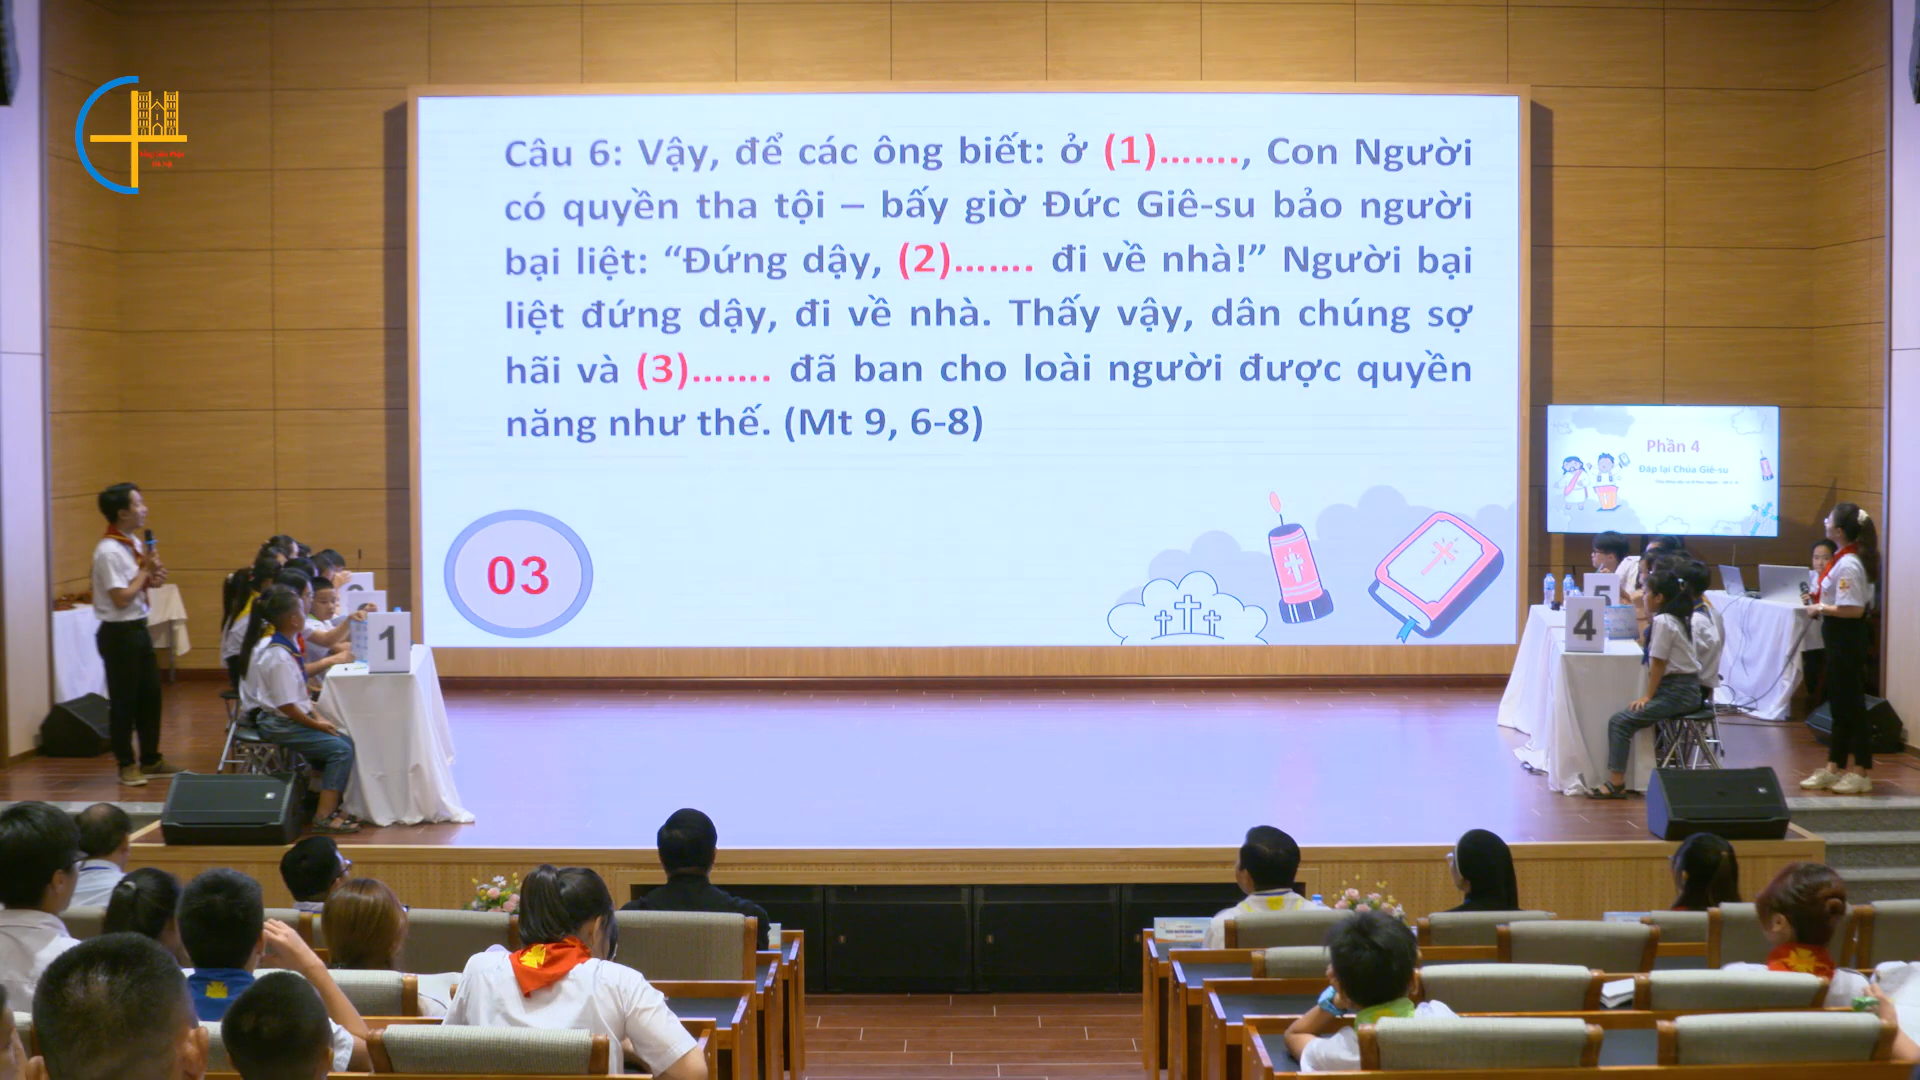 Câu 6: Vậy, để các ông biết: ở (1)......., Con Người
có quyền tha tội – bấy giờ Đức Giê-su bảo người
bại liệt: “Đứng dậy, (2)....... đi về nhà!” Người bại
liệt đứng dậy, đi về nhà. Thấy vậy, dân chúng sợ
hãi và (3)....... đã ban cho loài người được quyền
năng như thế. (Mt 9, 6-8)
03
Phần 4
Đáp lại Chúa Giê-su
1
5
4